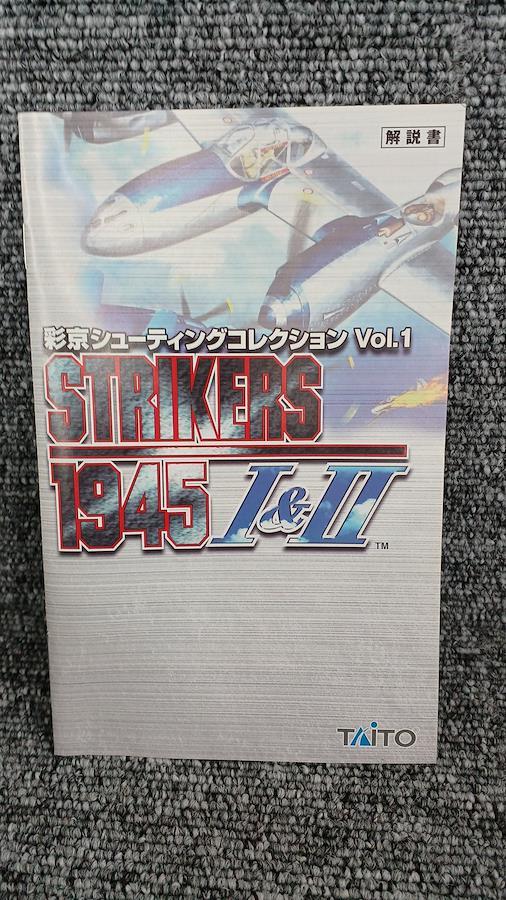 解説書
彩京シューティングコレクション Vol.1
STRIKERS
1945 I&II
TM
TAITO